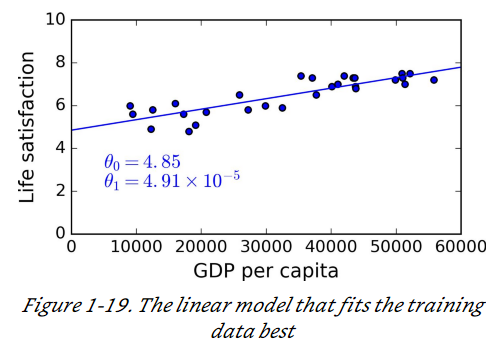 10
8
6
4
2
0
Life satisfaction
θ₀ = 4.85
θ₁ = 4.91 × 10⁻⁵
0 10000 20000 30000 40000 50000 60000
GDP per capita
Figure 1-19. The linear model that fits the training
data best